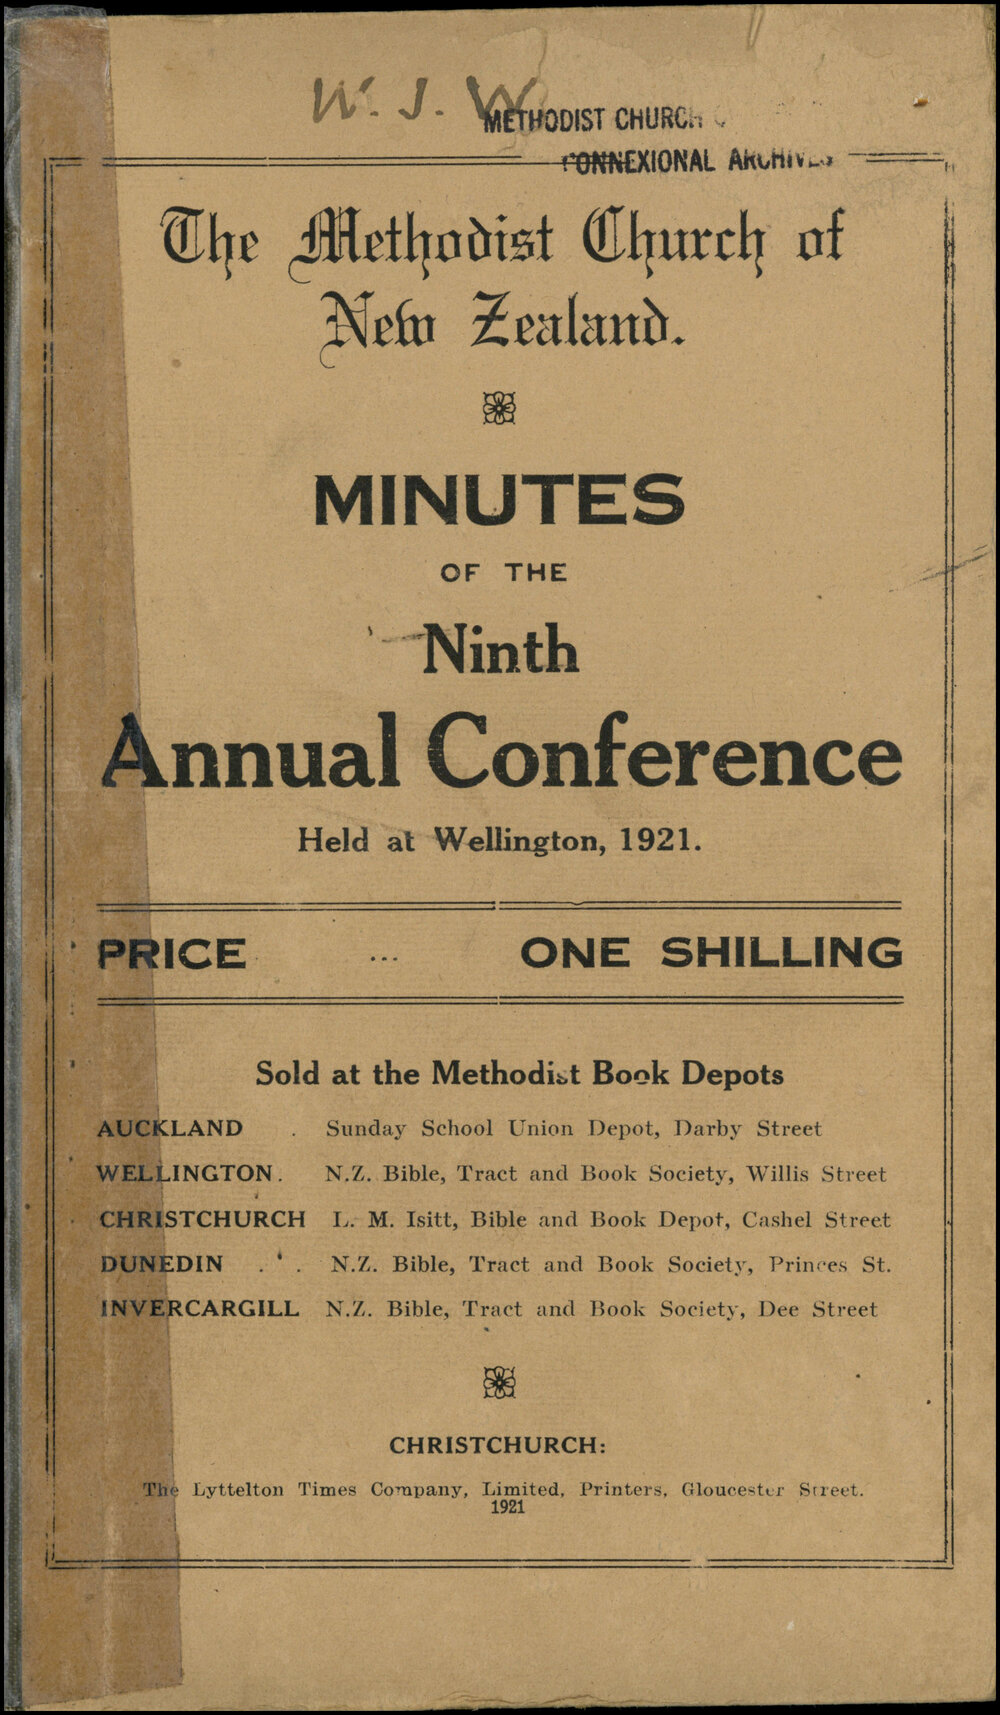 W. J. W
METHODIST CHURCH
CONNEXIONAL ARCHIVES
The Methodist Church of
New Zealand.
MINUTES
OF THE
Ninth
Annual Conference
Held at Wellington, 1921.
PRICE ... ONE SHILLING
Sold at the Methodist Book Depots
AUCKLAND . Sunday School Union Depot, Darby Street
WELLINGTON . N.Z. Bible, Tract and Book Society, Willis Street
CHRISTCHURCH L. M. Isitt, Bible and Book Depot, Cashel Street
DUNEDIN . . N.Z. Bible, Tract and Book Society, Princes St.
INVERCARGILL N.Z. Bible, Tract and Book Society, Dee Street
CHRISTCHURCH:
The Lyttelton Times Company, Limited, Printers, Gloucester Street.
1921